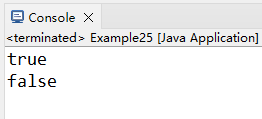 Console
<terminated> Example25 [Java Application]
true
false